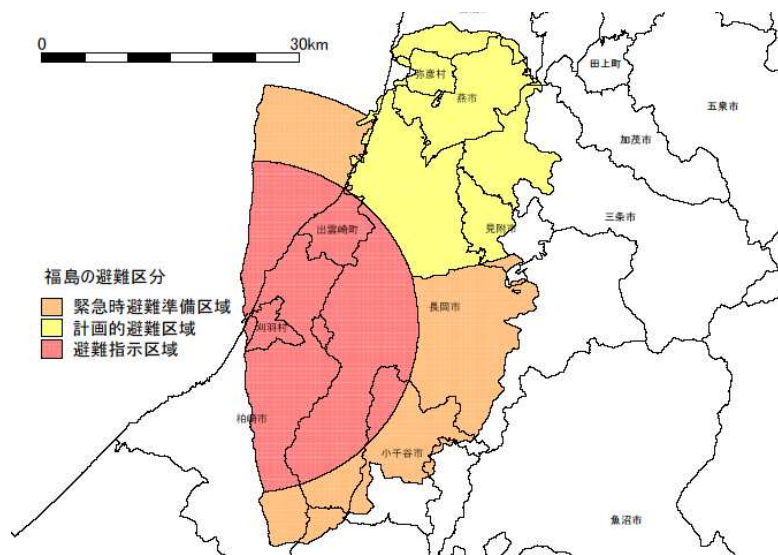 0
30km
弥彦村
燕市
田上町
五泉市
加茂市
三条市
見附市
出雲崎町
長岡市
刈羽村
柏崎市
小千谷市
魚沼市
福島の避難区分
緊急時避難準備区域
計画的避難区域
避難指示区域